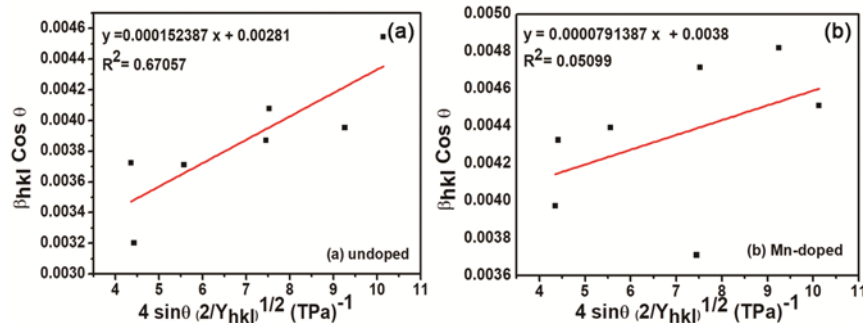 y =0.000152387 x + 0.00281
R²= 0.67057
(a)
0.0046
0.0044
0.0042
0.0040
0.0038
0.0036
0.0034
0.0032
0.0030
βhkl Cos θ
(a) undoped
4 5 6 7 8 9 10 11
4 sinθ (2/Yhkl)1/2 (TPa)-1
y = 0.0000791387 x + 0.0038
R²= 0.05099
(b)
0.0050
0.0048
0.0046
0.0044
0.0042
0.0040
0.0038
0.0036
βhkl Cos θ
(b) Mn-doped
4 5 6 7 8 9 10 11
4 sinθ (2/Yhkl)1/2 (TPa)-1